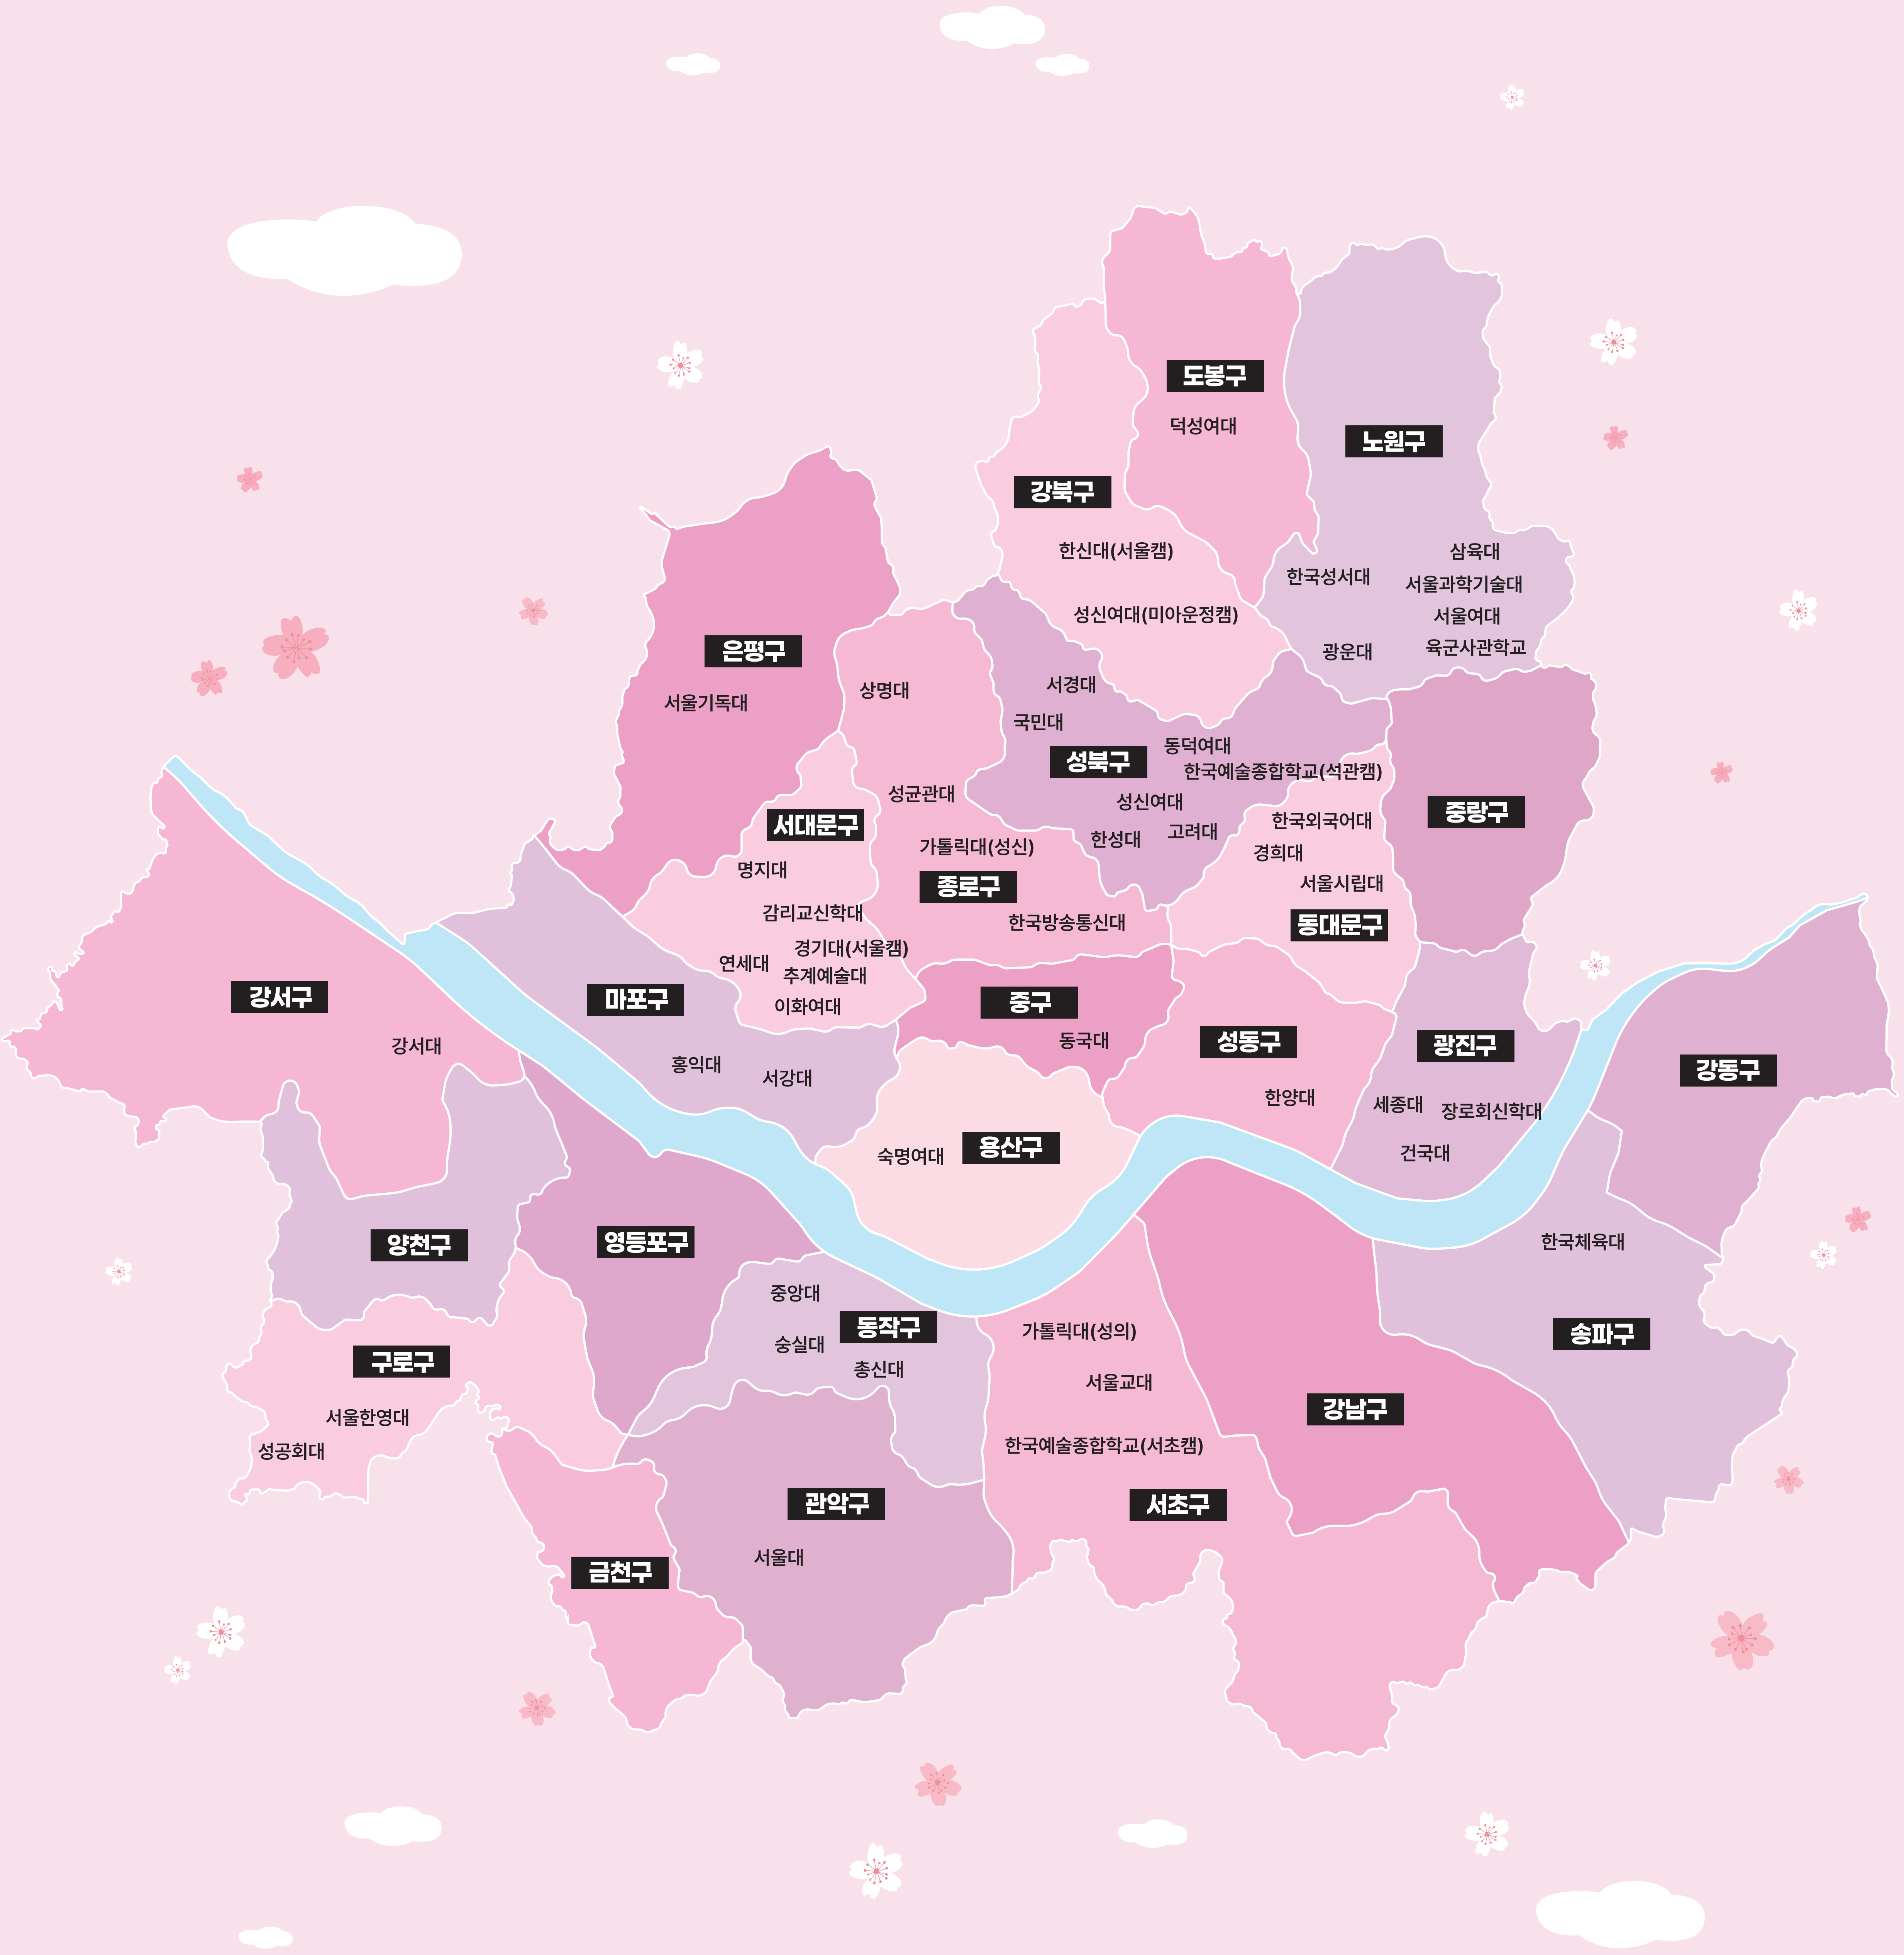 도봉구
덕성여대
노원구
강북구
한신대(서울캠)
삼육대
한국성서대
서울과학기술대
성신여대(미아운정캠)
서울여대
광운대
육군사관학교
은평구
서울기독대
상명대
서경대
국민대
동덕여대
성북구
한국예술종합학교(석관캠)
성신여대
한성대
고려대
성균관대
가톨릭대(성신)
종로구
한국방송통신대
서대문구
명지대
감리교신학대
경기대(서울캠)
연세대
추계예술대
이화여대
한국외국어대
경희대
서울시립대
동대문구
중랑구
강서구
강서대
마포구
홍익대
서강대
중구
동국대
성동구
한양대
광진구
세종대
장로회신학대
건국대
강동구
용산구
숙명여대
양천구
영등포구
중앙대
동작구
숭실대
총신대
구로구
서울한영대
성공회대
가톨릭대(성의)
서울교대
한국예술종합학교(서초캠)
서초구
강남구
한국체육대
송파구
관악구
서울대
금천구